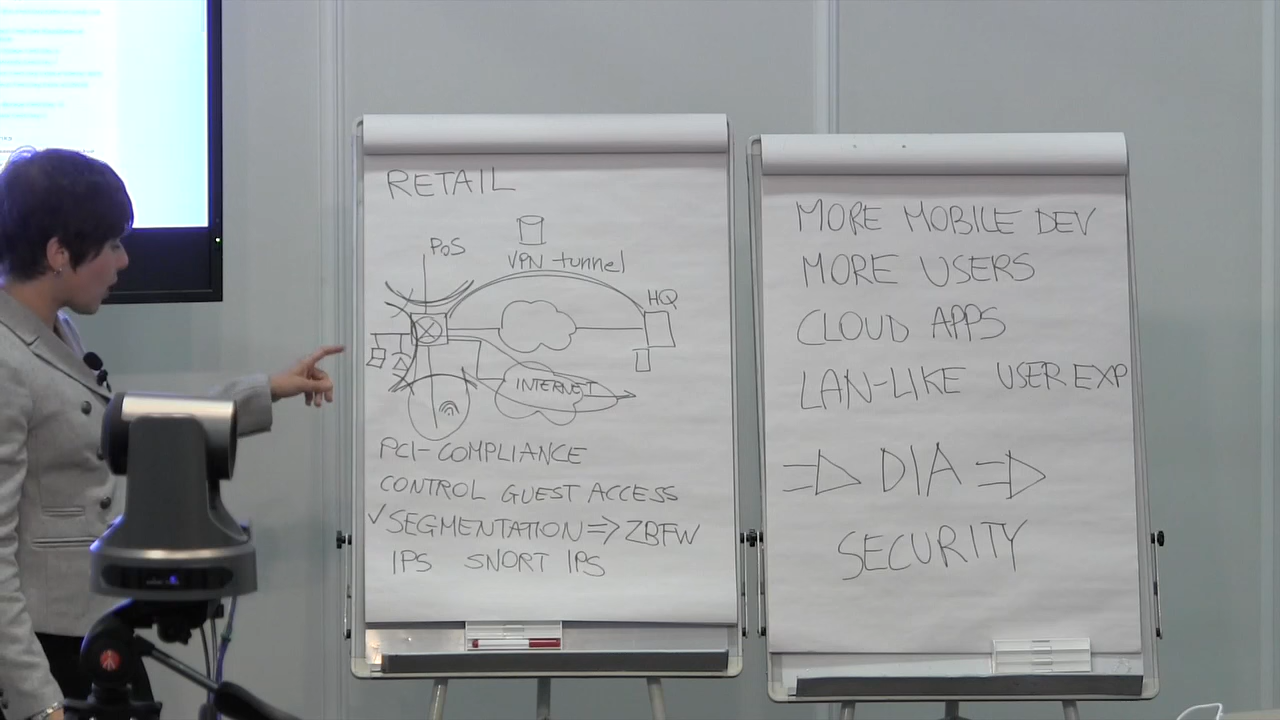 RETAIL
PoS
VPN tunnel
HQ
INTERNET
PCI-COMPLIANCE
CONTROL GUEST ACCESS
✓SEGMENTATION⇒ZBFW
IPS SNORT IPS
MORE MOBILE DEV
MORE USERS
CLOUD APPS
LAN-LIKE USER EXP
⇒ DIA ⇒
SECURITY